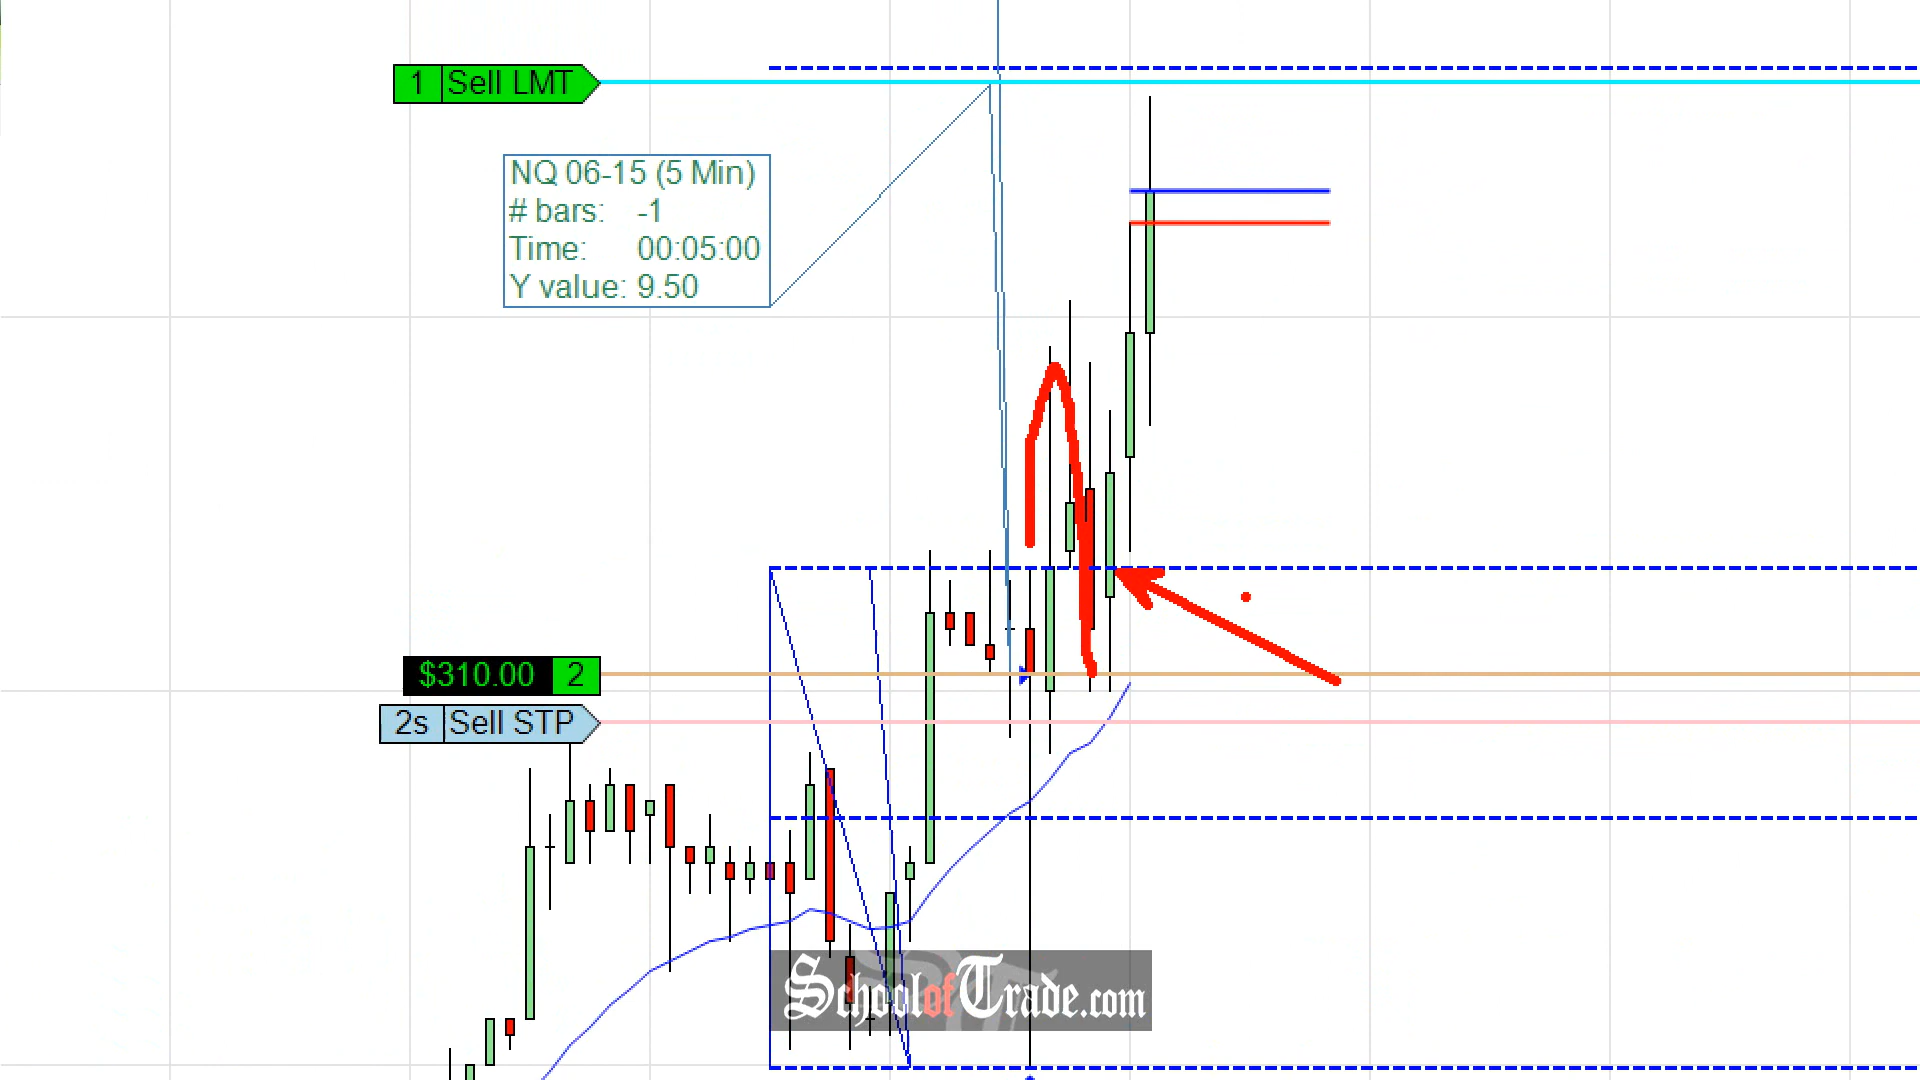 1 Sell LMT
NQ 06-15 (5 Min)
# bars: -1
Time: 00:05:00
Y value: 9.50
$310.00 2
2s Sell STP
SchoolofTrade.com